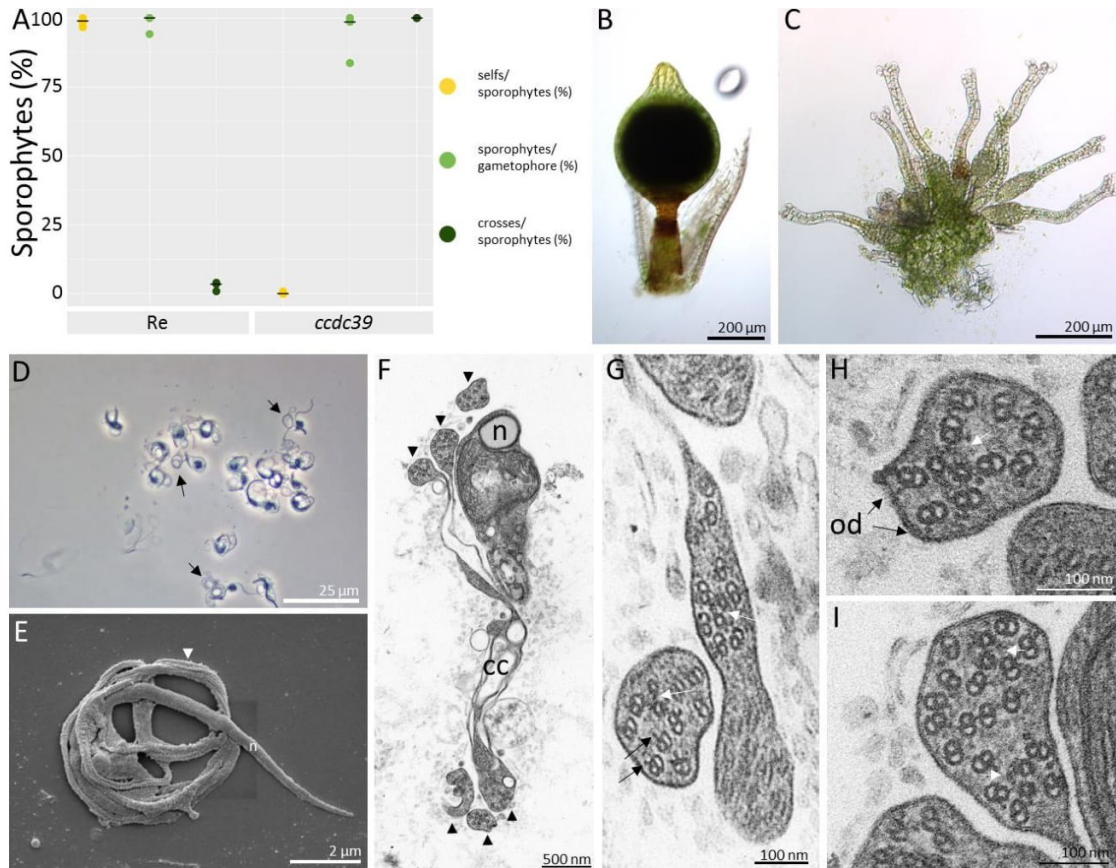 A
Sporophytes (%)
100
75
50
25
0
Re
ccdc39
selfs/
sporophytes (%)
sporophytes/
gametophore (%)
crosses/
sporophytes (%)
B
200 µm
C
200 µm
D
25 µm
E
n
2 µm
F
n
cc
500 nm
G
100 nm
H
od
100 nm
I
100 nm